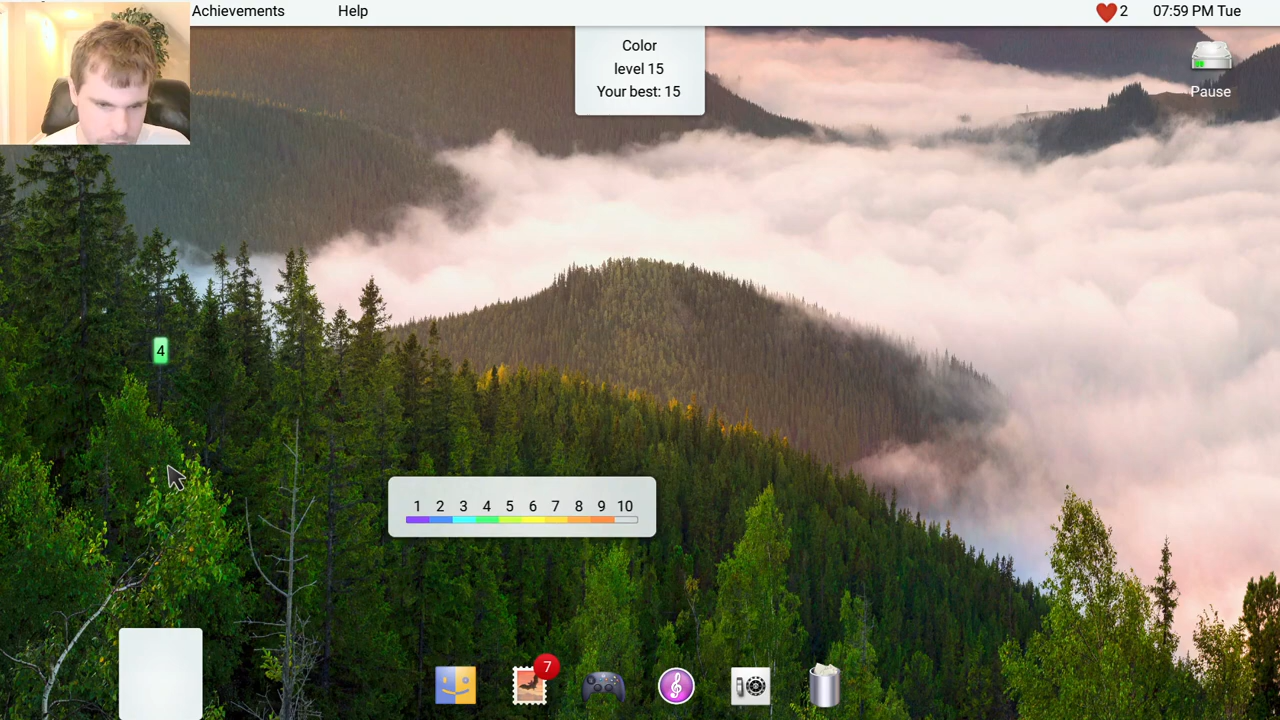 Achievements
Help
2
07:59 PM Tue
Color
level 15
Your best: 15
Pause
4
1 2 3 4 5 6 7 8 9 10
7